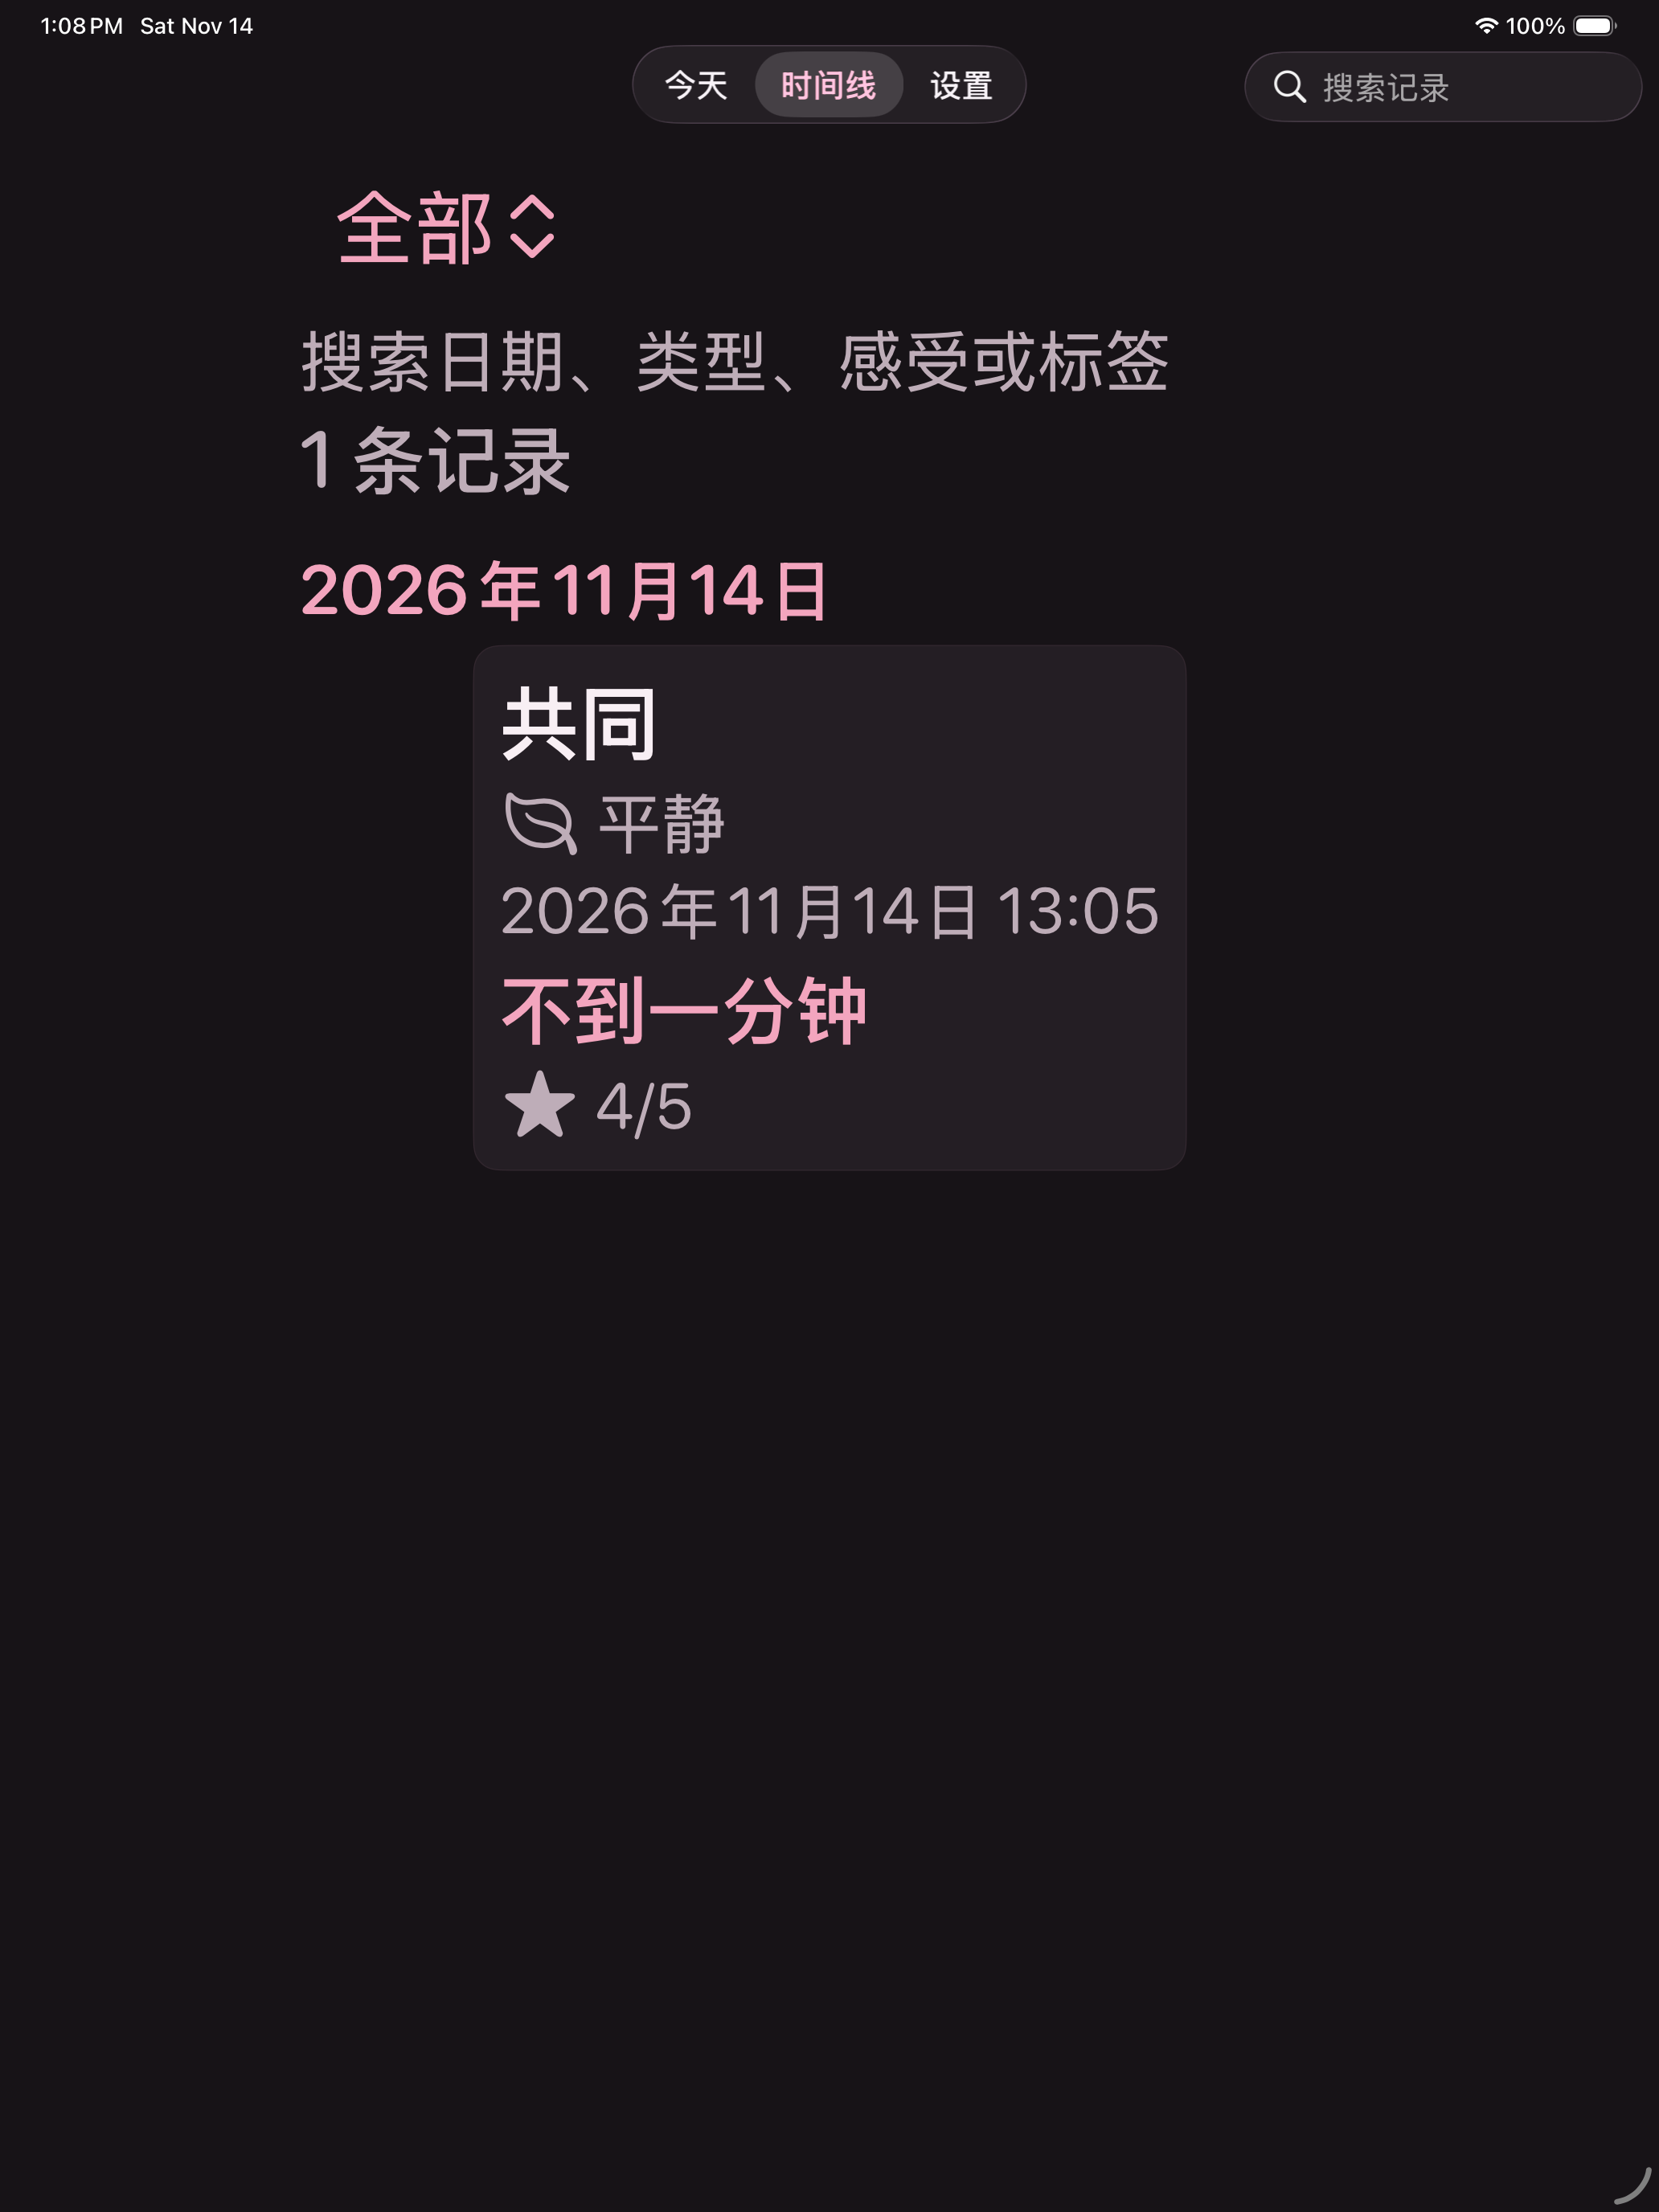 1:08 PM Sat Nov 14
100%
今天 时间线 设置
搜索记录
全部
搜索日期、类型、感受或标签
1 条记录
2026年11月14日
共同
平静
2026年11月14日 13:05
不到一分钟
4/5